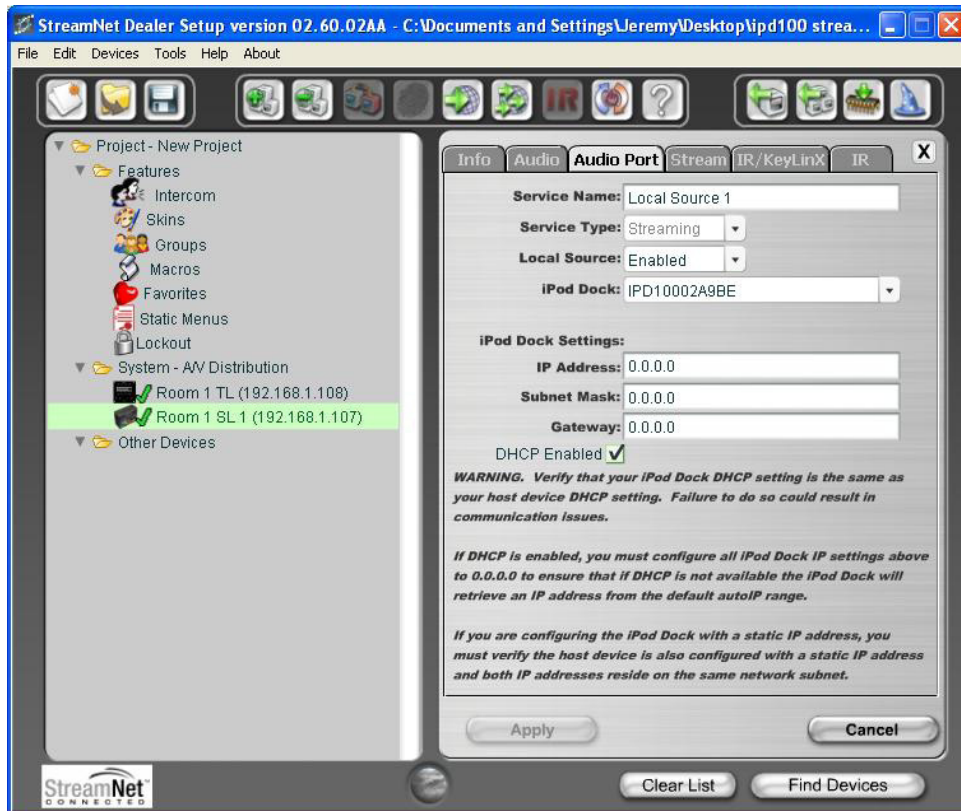 StreamNet Dealer Setup version 02.60.02AA - C:\Documents and Settings\Jeremy\Desktop\ipd100 strea...
File Edit Devices Tools Help About
IR
Project - New Project
Features
Intercom
Skins
Groups
Macros
Favorites
Static Menus
Lockout
System - A/V Distribution
Room 1 TL (192.168.1.108)
Room 1 SL 1 (192.168.1.107)
Other Devices
Info Audio Audio Port Stream IR/KeyLinX IR X
Service Name: Local Source 1
Service Type: Streaming
Local Source: Enabled
iPod Dock: IPD10002A9BE
iPod Dock Settings:
IP Address: 0.0.0.0
Subnet Mask: 0.0.0.0
Gateway: 0.0.0.0
DHCP Enabled
WARNING. Verify that your iPod Dock DHCP setting is the same as
your host device DHCP setting. Failure to do so could result in
communication issues.
If DHCP is enabled, you must configure all iPod Dock IP settings above
to 0.0.0.0 to ensure that if DHCP is not available the iPod Dock will
retrieve an IP address from the default autoIP range.
If you are configuring the iPod Dock with a static IP address, you
must verify the host device is also configured with a static IP address
and both IP addresses reside on the same network subnet.
Apply Cancel
StreamNet™
CONNECTED
Clear List Find Devices